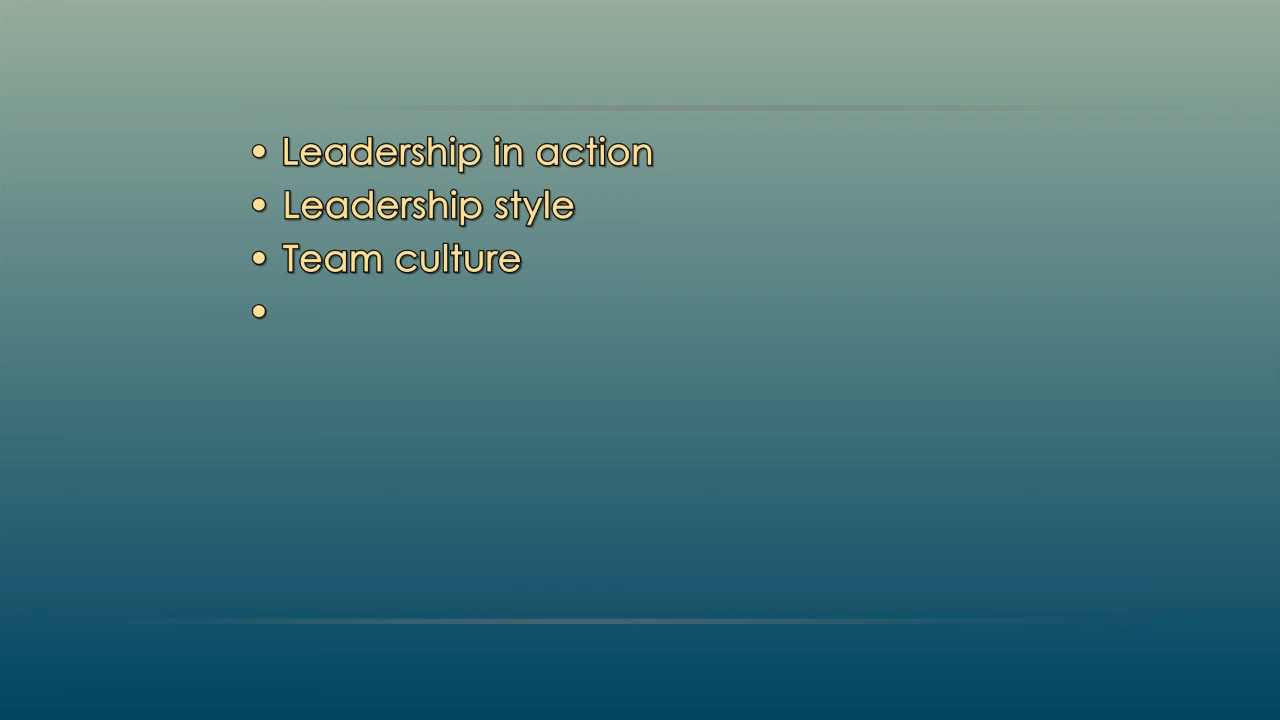 • Leadership in action
• Leadership style
• Team culture
•